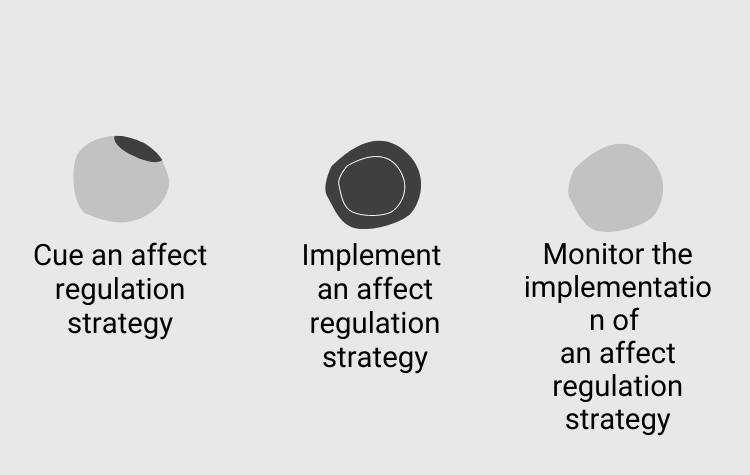 Cue an affect
regulation
strategy
Implement
an affect
regulation
strategy
Monitor the
implementatio
n of
an affect
regulation
strategy